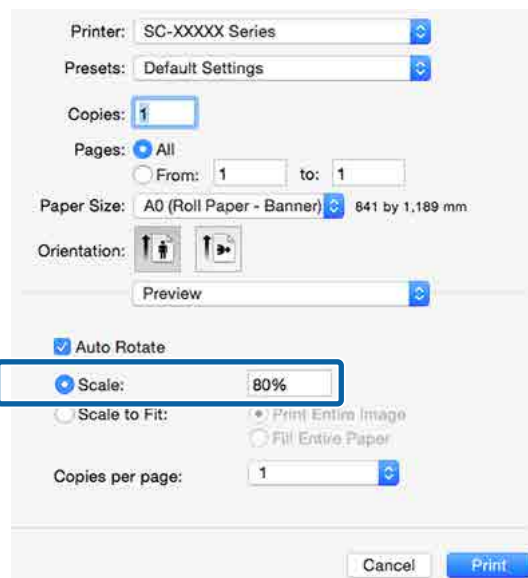 Printer: SC-XXXXX Series
Presets: Default Settings
Copies: 1
Pages: All
From: 1 to: 1
Paper Size: A0 (Roll Paper - Banner) 841 by 1,189 mm
Orientation:
Preview
Auto Rotate
Scale: 80%
Scale to Fit: Print Entire Image
Fill Entire Paper
Copies per page: 1
Cancel Print